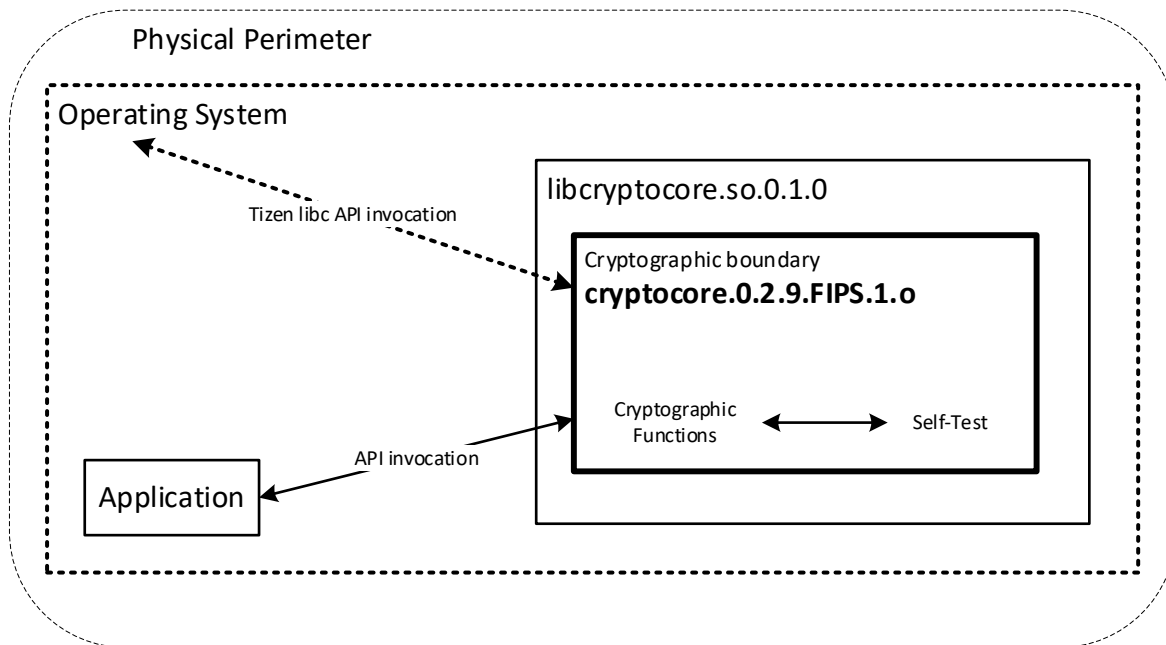 Physical Perimeter
Operating System
libcryptocore.so.0.1.0
Tizen libc API invocation
Cryptographic boundary
cryptocore.0.2.9.FIPS.1.o
Cryptographic
Functions
Self-Test
API invocation
Application